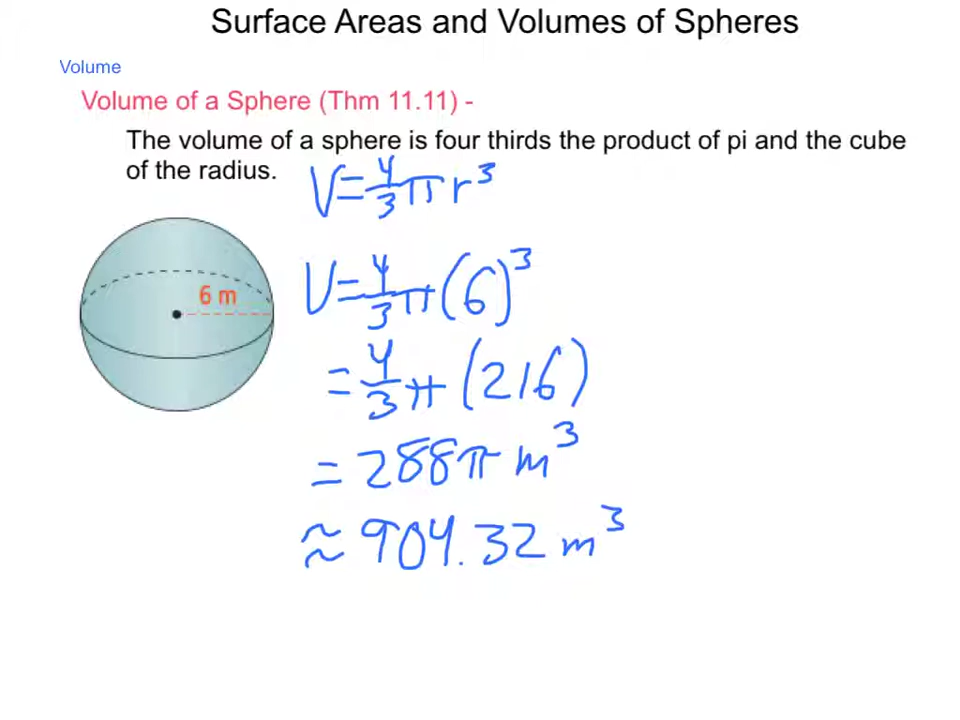 Surface Areas and Volumes of Spheres
Volume
Volume of a Sphere (Thm 11.11) -
The volume of a sphere is four thirds the product of pi and the cube
of the radius.
V=4/3πr³
6 m
V=4/3π(6)³
=4/3π(216)
=288π m³
≈904.32 m³